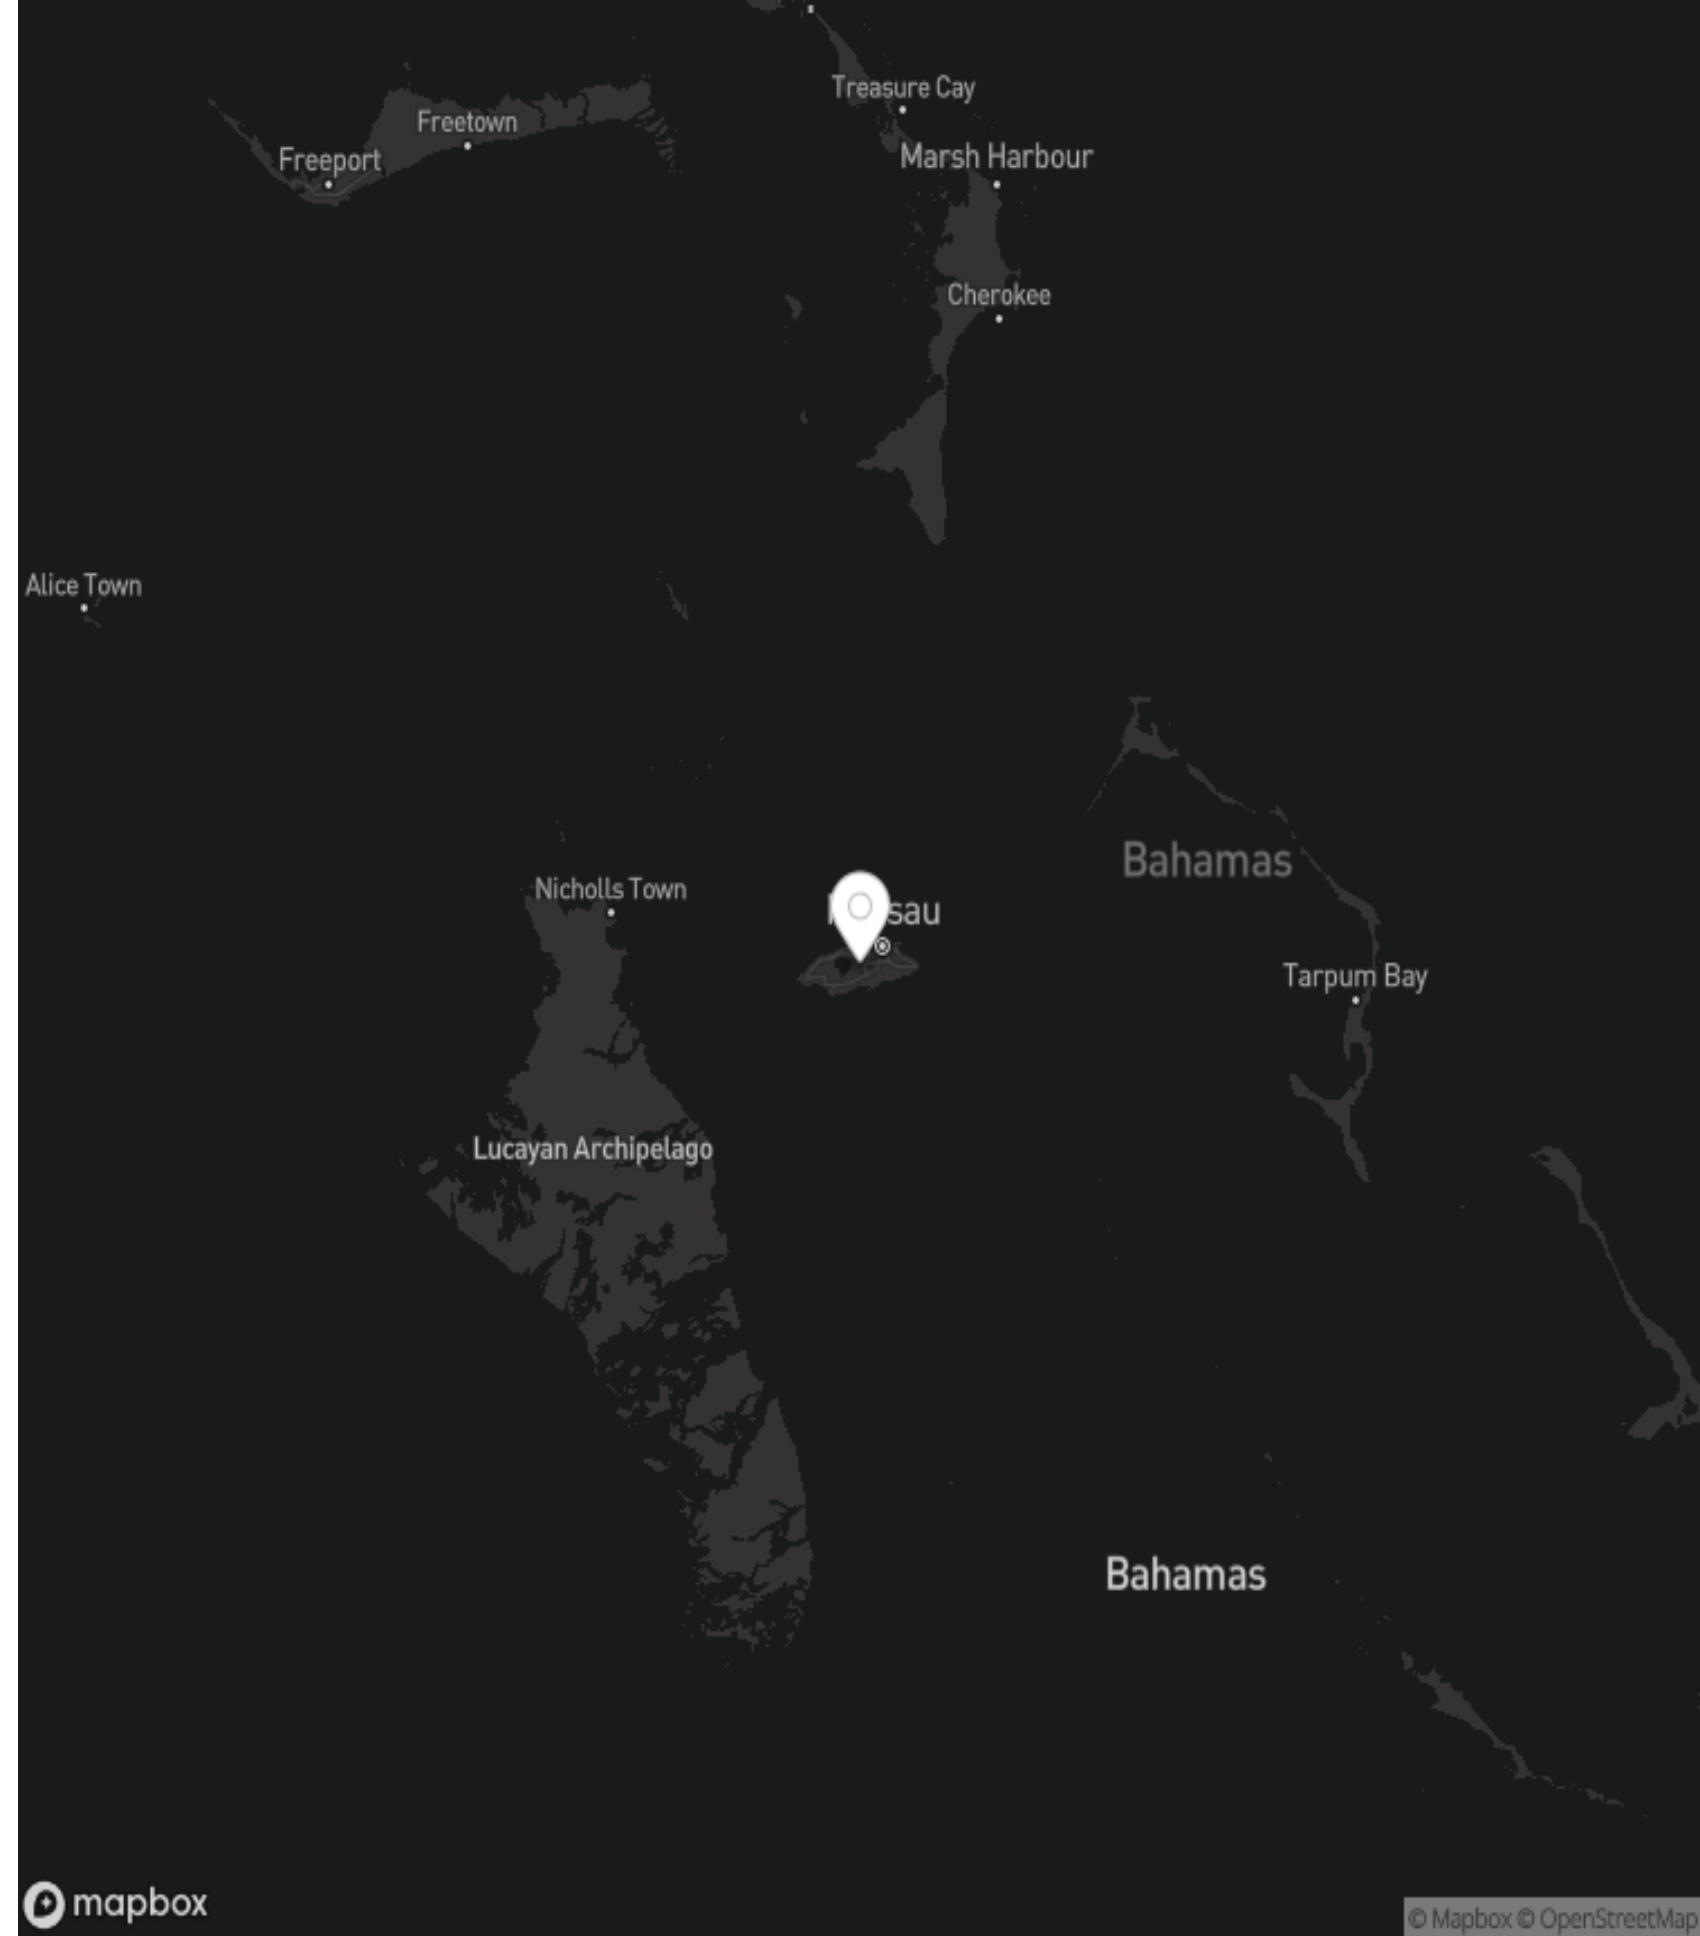 Treasure Cay
Freetown
Marsh Harbour
Freeport
Cherokee
Alice Town
Bahamas
Nicholls Town
Tarpum Bay
Lucayan Archipelago
Bahamas
mapbox
© Mapbox © OpenStreetMap